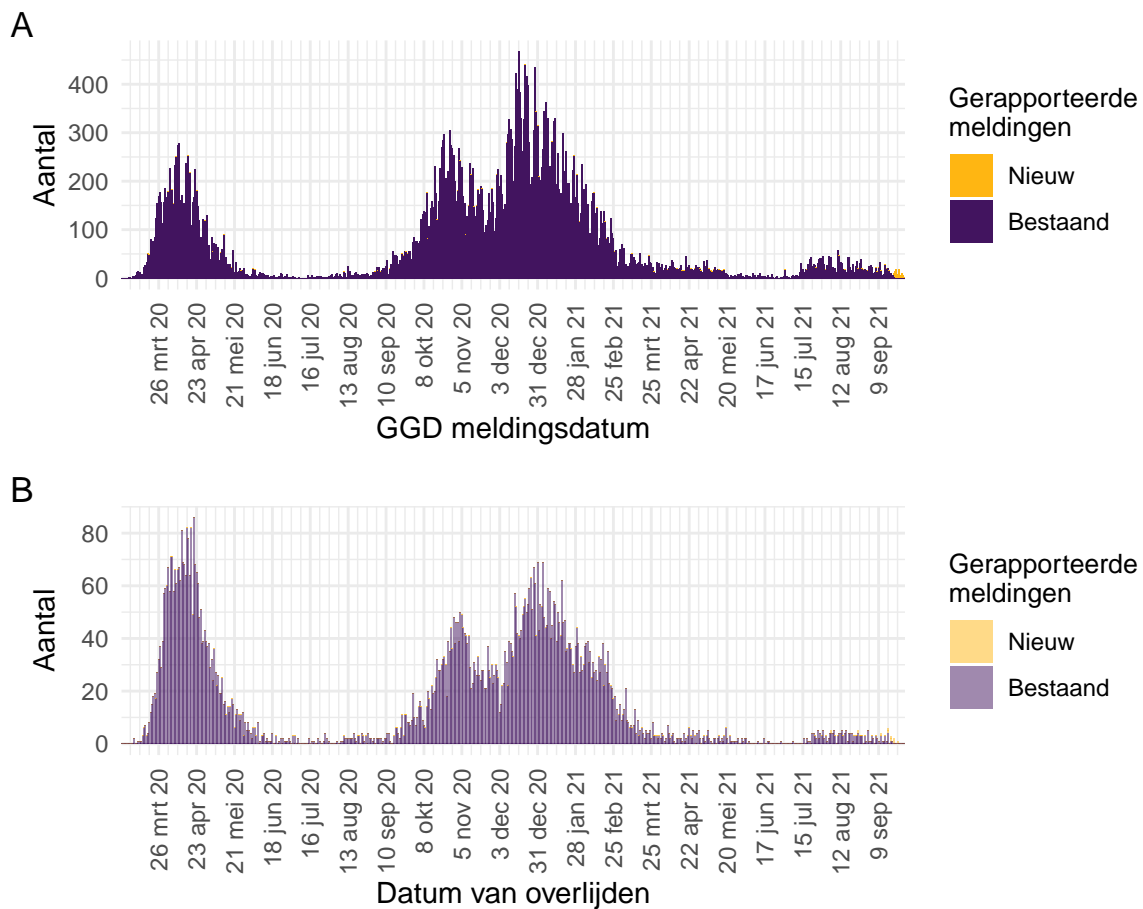 A
Aantal
400
300
200
100
0
26 mrt 20
23 apr 20
21 mei 20
18 jun 20
16 jul 20
13 aug 20
10 sep 20
8 okt 20
5 nov 20
3 dec 20
31 dec 20
28 jan 21
25 feb 21
25 mrt 21
22 apr 21
20 mei 21
17 jun 21
15 jul 21
12 aug 21
9 sep 21
GGD meldingsdatum
Gerapporteerde
meldingen
Nieuw
Bestaand
B
Aantal
80
60
40
20
0
26 mrt 20
23 apr 20
21 mei 20
18 jun 20
16 jul 20
13 aug 20
10 sep 20
8 okt 20
5 nov 20
3 dec 20
31 dec 20
28 jan 21
25 feb 21
25 mrt 21
22 apr 21
20 mei 21
17 jun 21
15 jul 21
12 aug 21
9 sep 21
Datum van overlijden
Gerapporteerde
meldingen
Nieuw
Bestaand